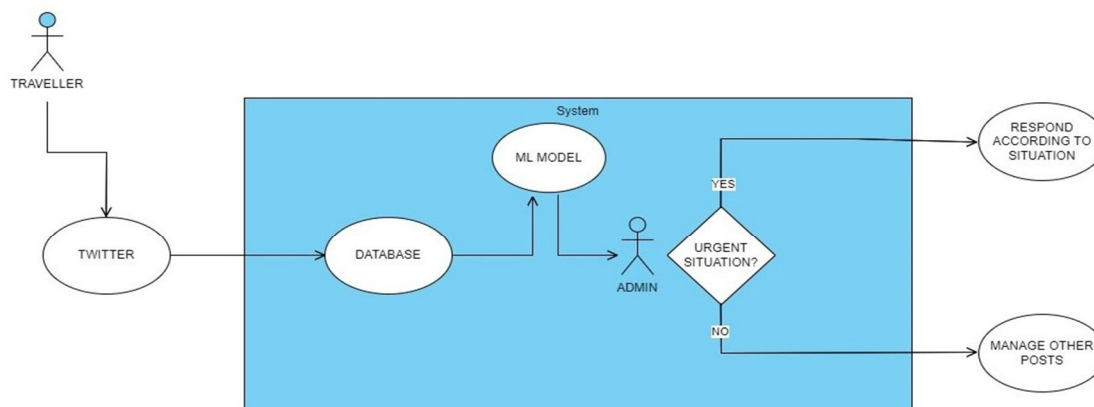 TRAVELLER
System
ML MODEL
RESPOND
ACCORDING TO
SITUATION
YES
TWITTER
DATABASE
ADMIN
URGENT
SITUATION?
NO
MANAGE OTHER
POSTS